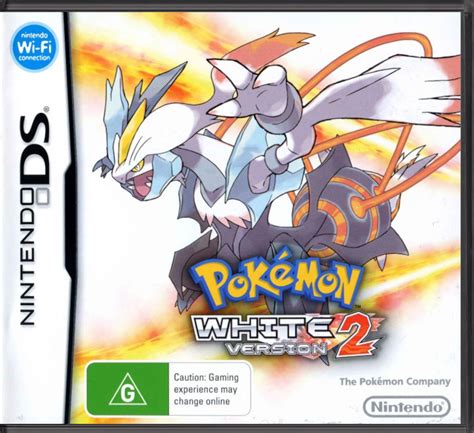 nintendo
Wi-Fi
connection
NINTENDO DS
POKéMON
WHITE 2
VERSION
G
Caution: Gaming
experience may
change online
The Pokémon Company
Nintendo